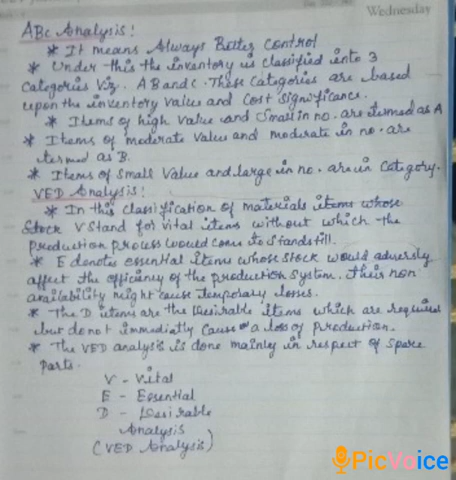 Wednesday
ABC Analysis:
* It means Always Better Control
* Under this the inventory is classified into 3
Categories Viz. A B and C. These Categories are based
upon the inventory value and Cost Significance.
* Items of high value and Small in no. are termed as A
* Items of moderate value and moderate in no. are
termed as B.
* Items of Small Value and large in no. are in Category.
VED Analysis:
* In this classification of materials items whose
Stock V Stand for vital items without which the
production process would come to Standstill.
* E denotes essential items whose stock would adversly
affect the efficiency of the production System. their non
availability might cause temporary losses.
* The D items are the Desirable items which are required
but do not immediatly Cause a loss of production.
* The VED analysis is done mainly in respect of Spare
Parts.
V - Vital
E - Essential
D - Desirable
Analysis
(VED Analysis)
PicVoice